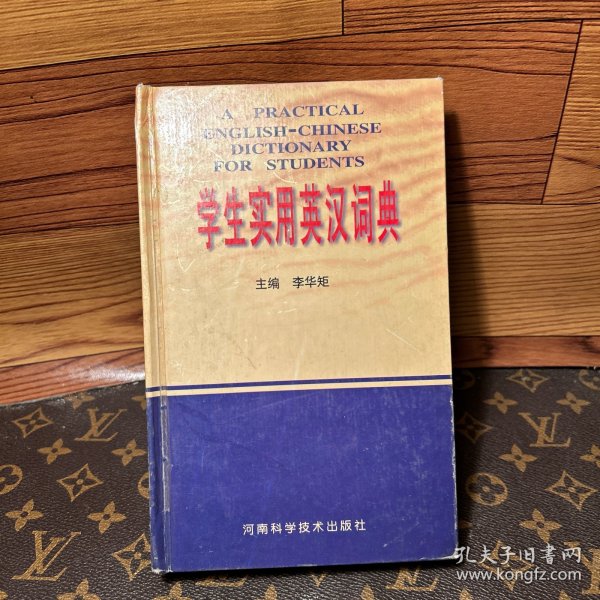 A PRACTICAL
ENGLISH-CHINESE
DICTIONARY
FOR STUDENTS
学生实用英汉词典
主编 李华矩
河南科学技术出版社
孔夫子旧书网
www.kongfz.com